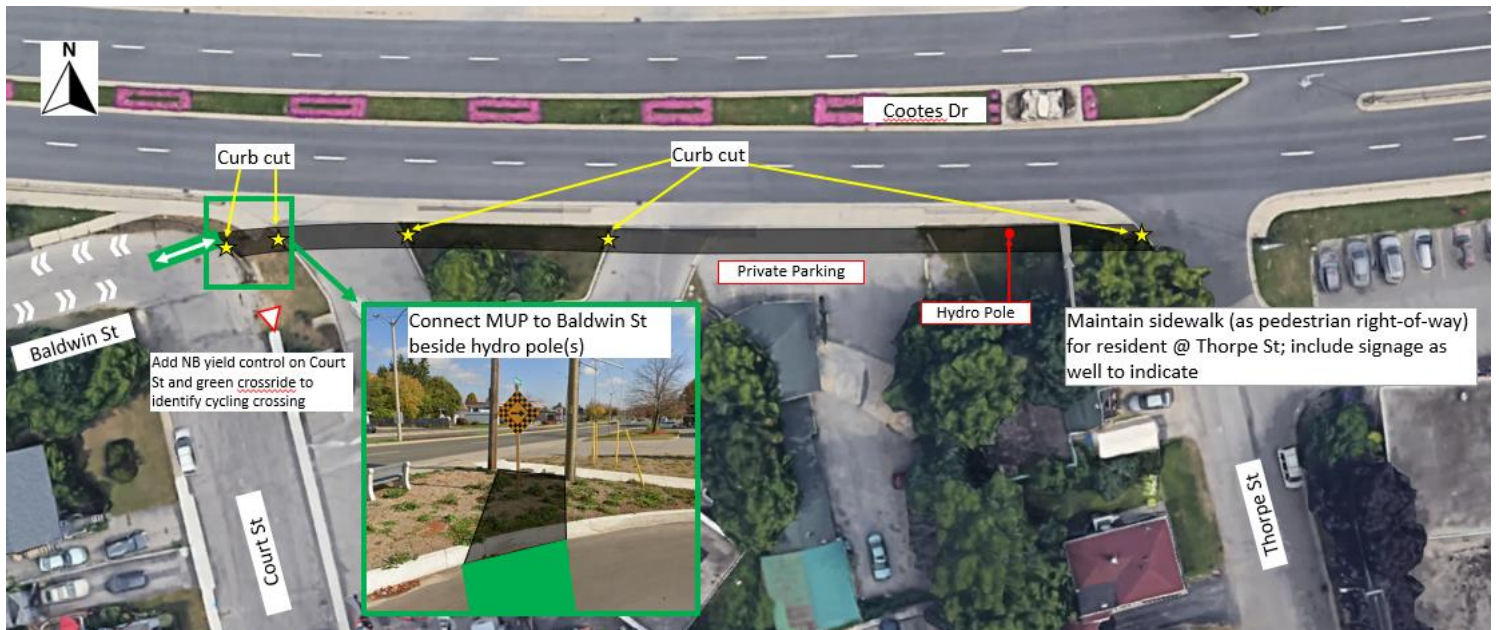 N
Cootes Dr
Curb cut
Curb cut
Private Parking
Hydro Pole
Baldwin St
Add NB yield control on Court
St and green crossride to
identify cycling crossing
Connect MUP to Baldwin St
beside hydro pole(s)
Maintain sidewalk (as pedestrian right-of-way)
for resident @ Thorpe St; include signage as
well to indicate
Court St
Thorpe St